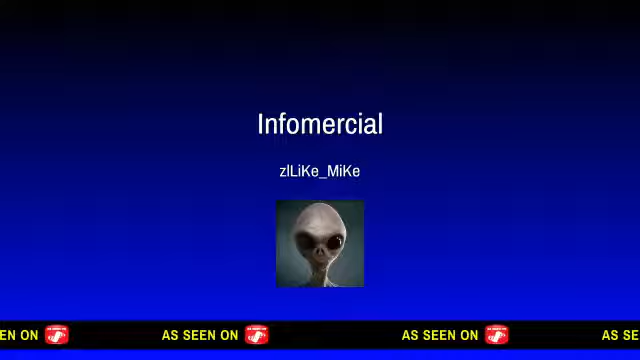 Infomercial
zlLiKe_MiKe
EN ON AS SEEN ON AS SEEN ON AS SE